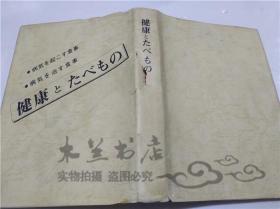 ●病気を起こす食事
●病気を治す食事
健康とたべもの
健康とたべもの
木兰书店
实物拍摄 盗图必究